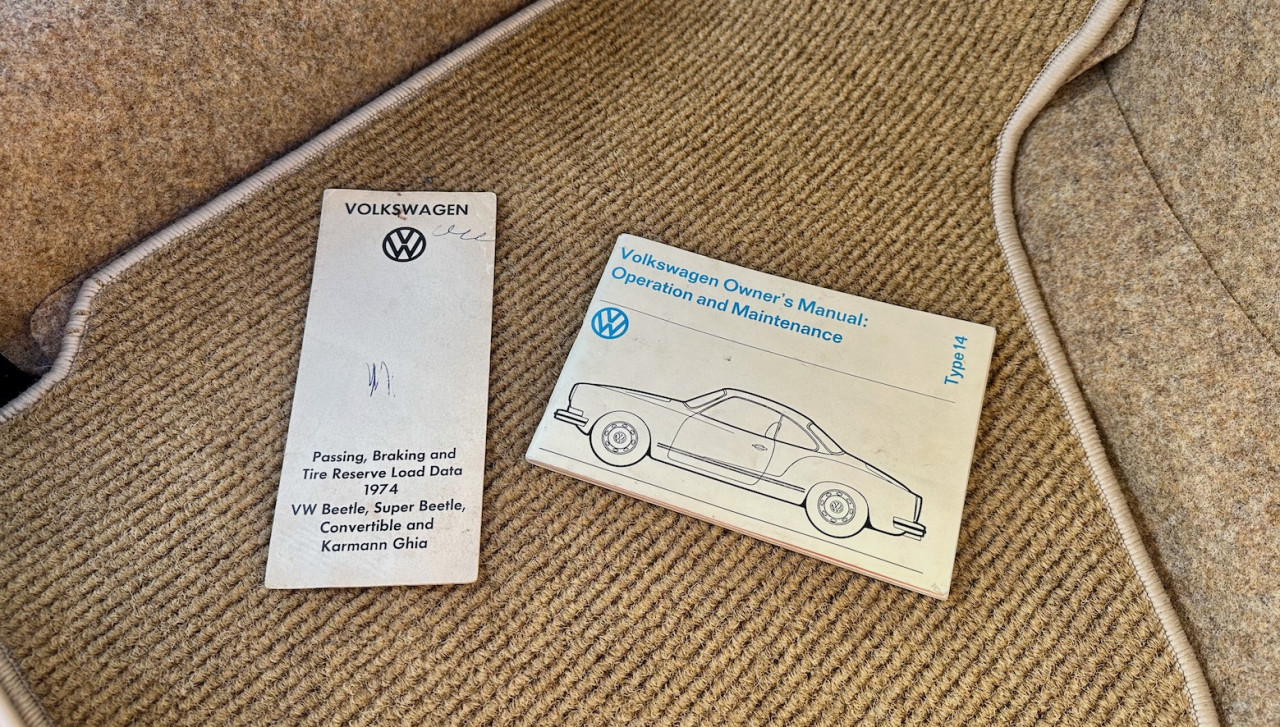 VOLKSWAGEN
Passing, Braking and
Tire Reserve Load Data
1974
VW Beetle, Super Beetle,
Convertible and
Karmann Ghia
Volkswagen Owner's Manual:
Operation and Maintenance
Type 14